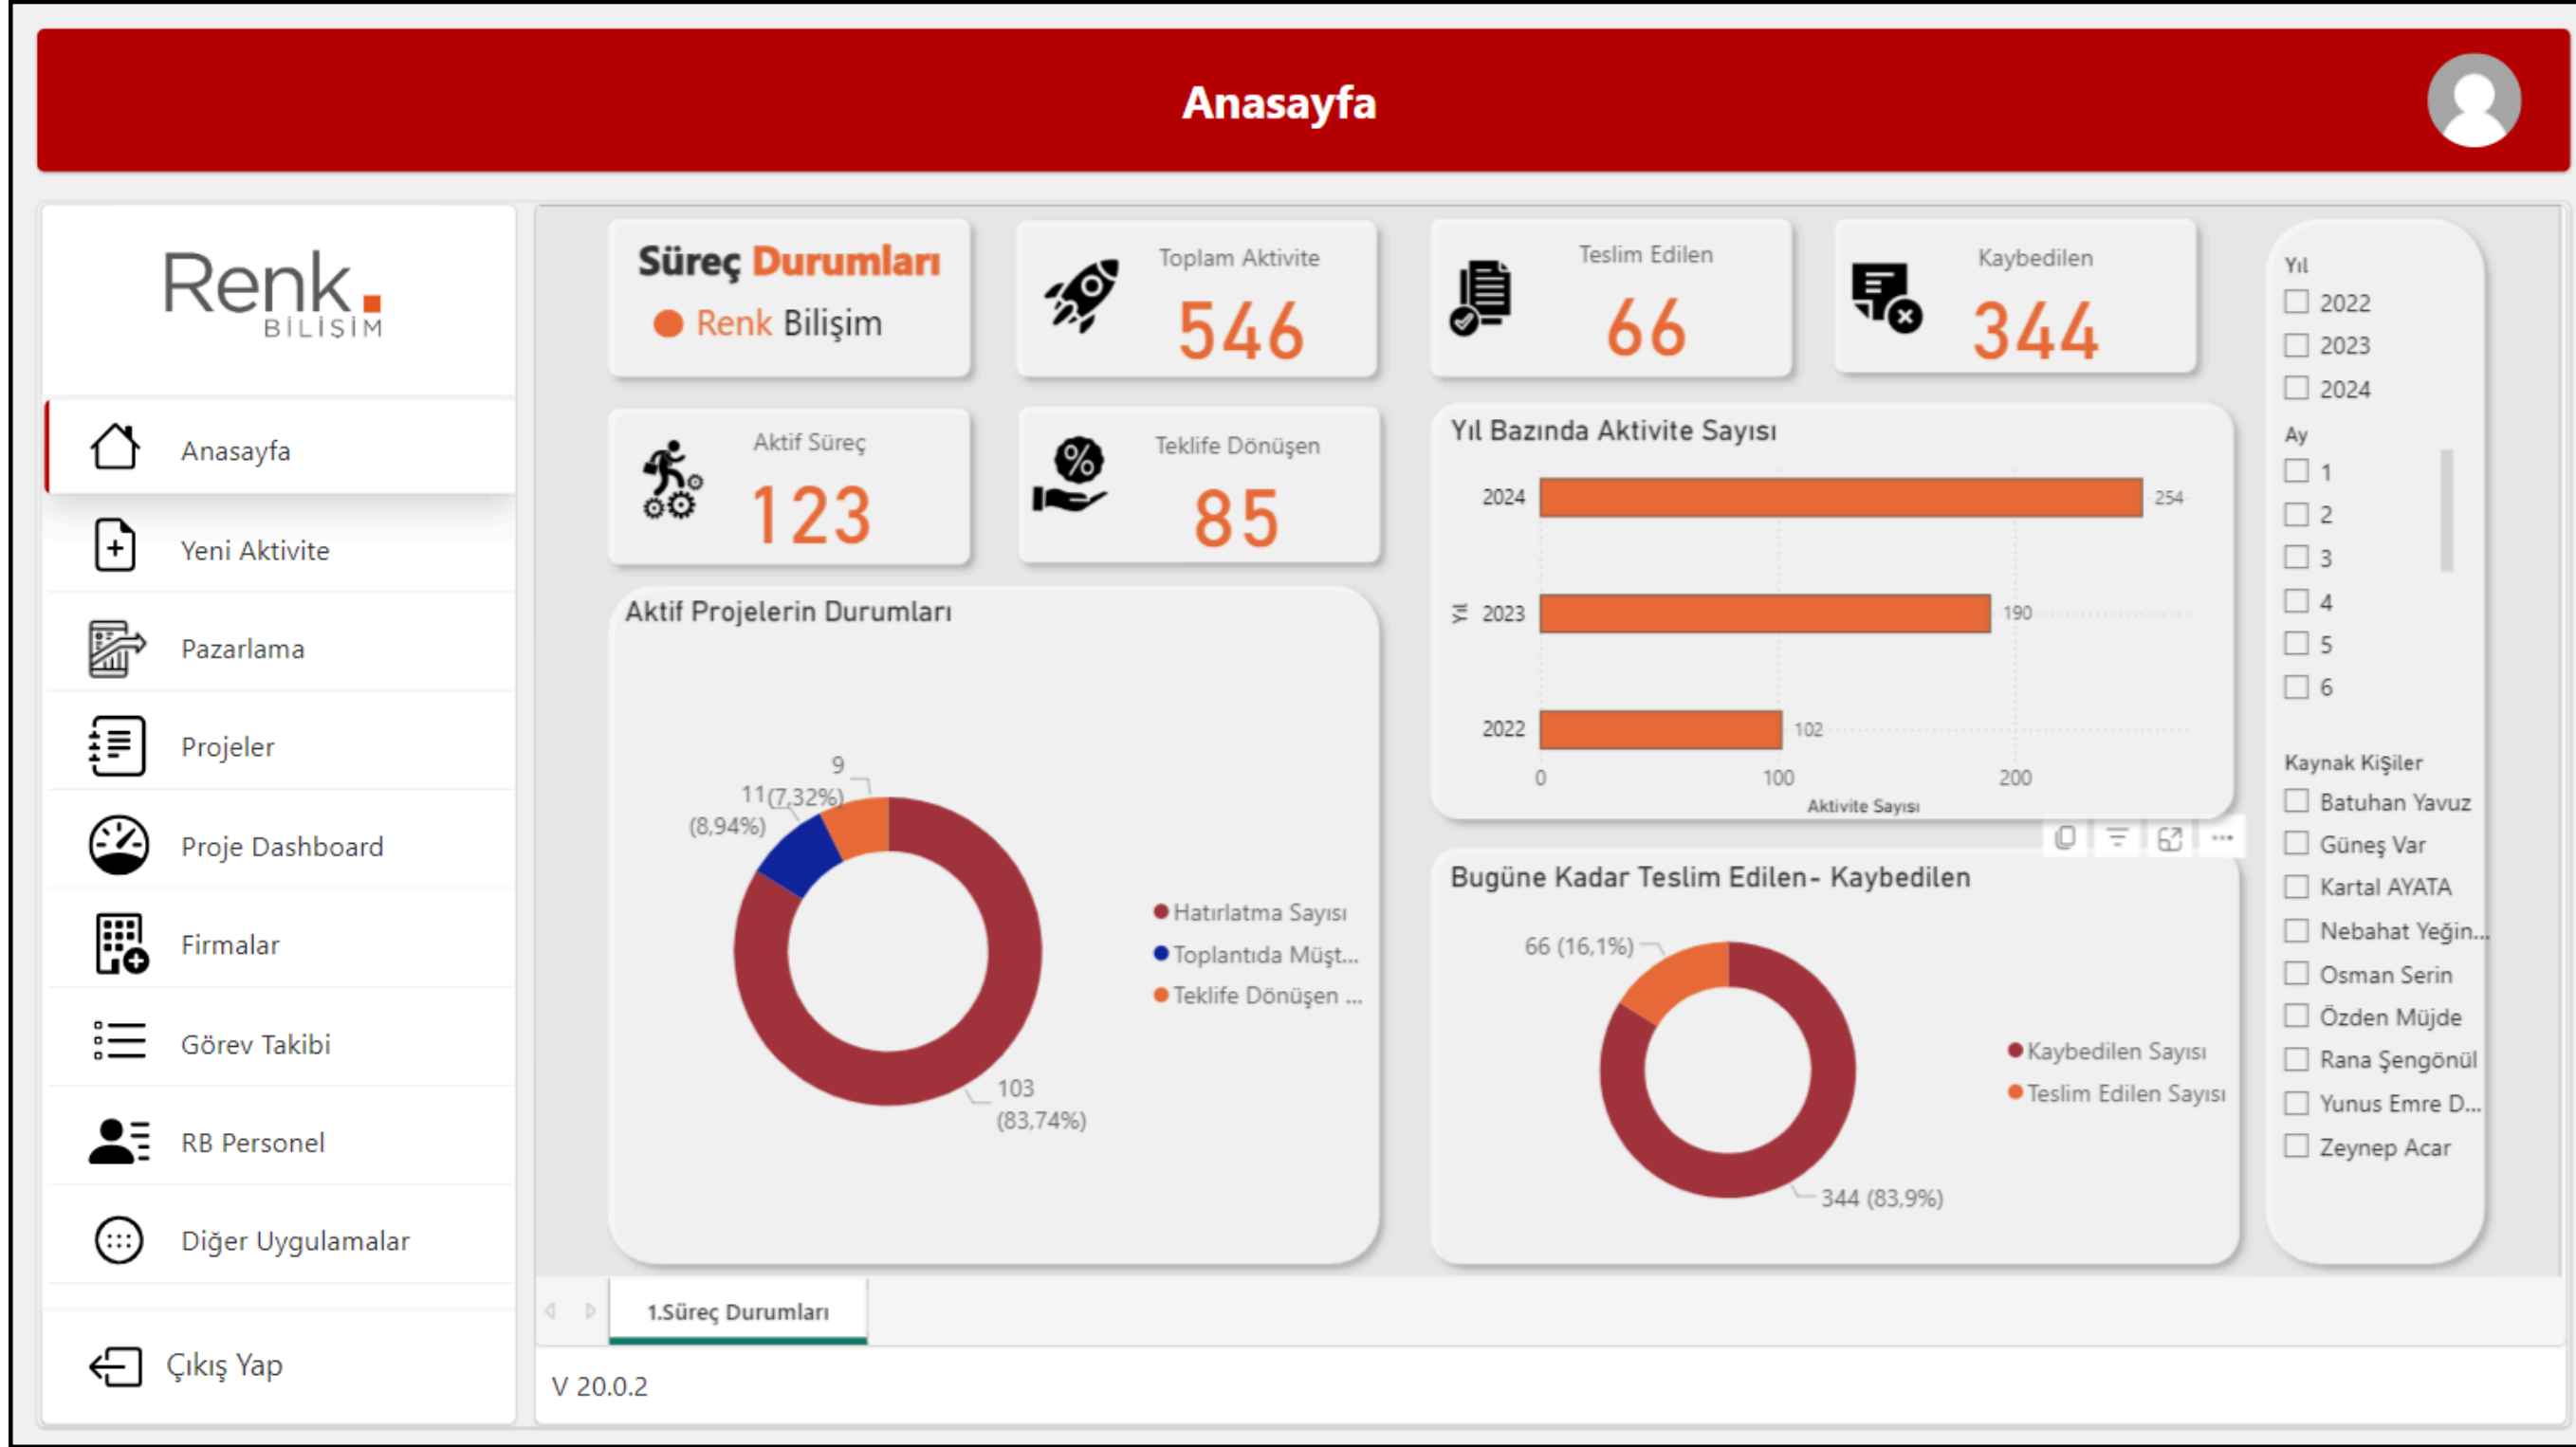 Anasayfa
Renk
BİLİŞİM
Anasayfa
Yeni Aktivite
Pazarlama
Projeler
Proje Dashboard
Firmalar
Görev Takibi
RB Personel
Diğer Uygulamalar
Çıkış Yap
Süreç Durumları
Renk Bilişim
Toplam Aktivite
546
Teslim Edilen
66
Kaybedilen
344
Aktif Süreç
123
Teklife Dönüşen
85
Aktif Projelerin Durumları
9
(7,32%)
11
(8,94%)
103
(83,74%)
Hatırlatma Sayısı
Toplantıda Müşt...
Teklife Dönüşen ...
Yıl Bazında Aktivite Sayısı
Yıl
2024
254
2023
190
2022
102
0 100 200
Aktivite Sayısı
Bugüne Kadar Teslim Edilen- Kaybedilen
66 (16,1%)
344 (83,9%)
Kaybedilen Sayısı
Teslim Edilen Sayısı
Yıl
2022
2023
2024
Ay
1
2
3
4
5
6
Kaynak Kişiler
Batuhan Yavuz
Güneş Var
Kartal AYATA
Nebahat Yeğin...
Osman Serin
Özden Müjde
Rana Şengönül
Yunus Emre D...
Zeynep Acar
1.Süreç Durumları
V 20.0.2